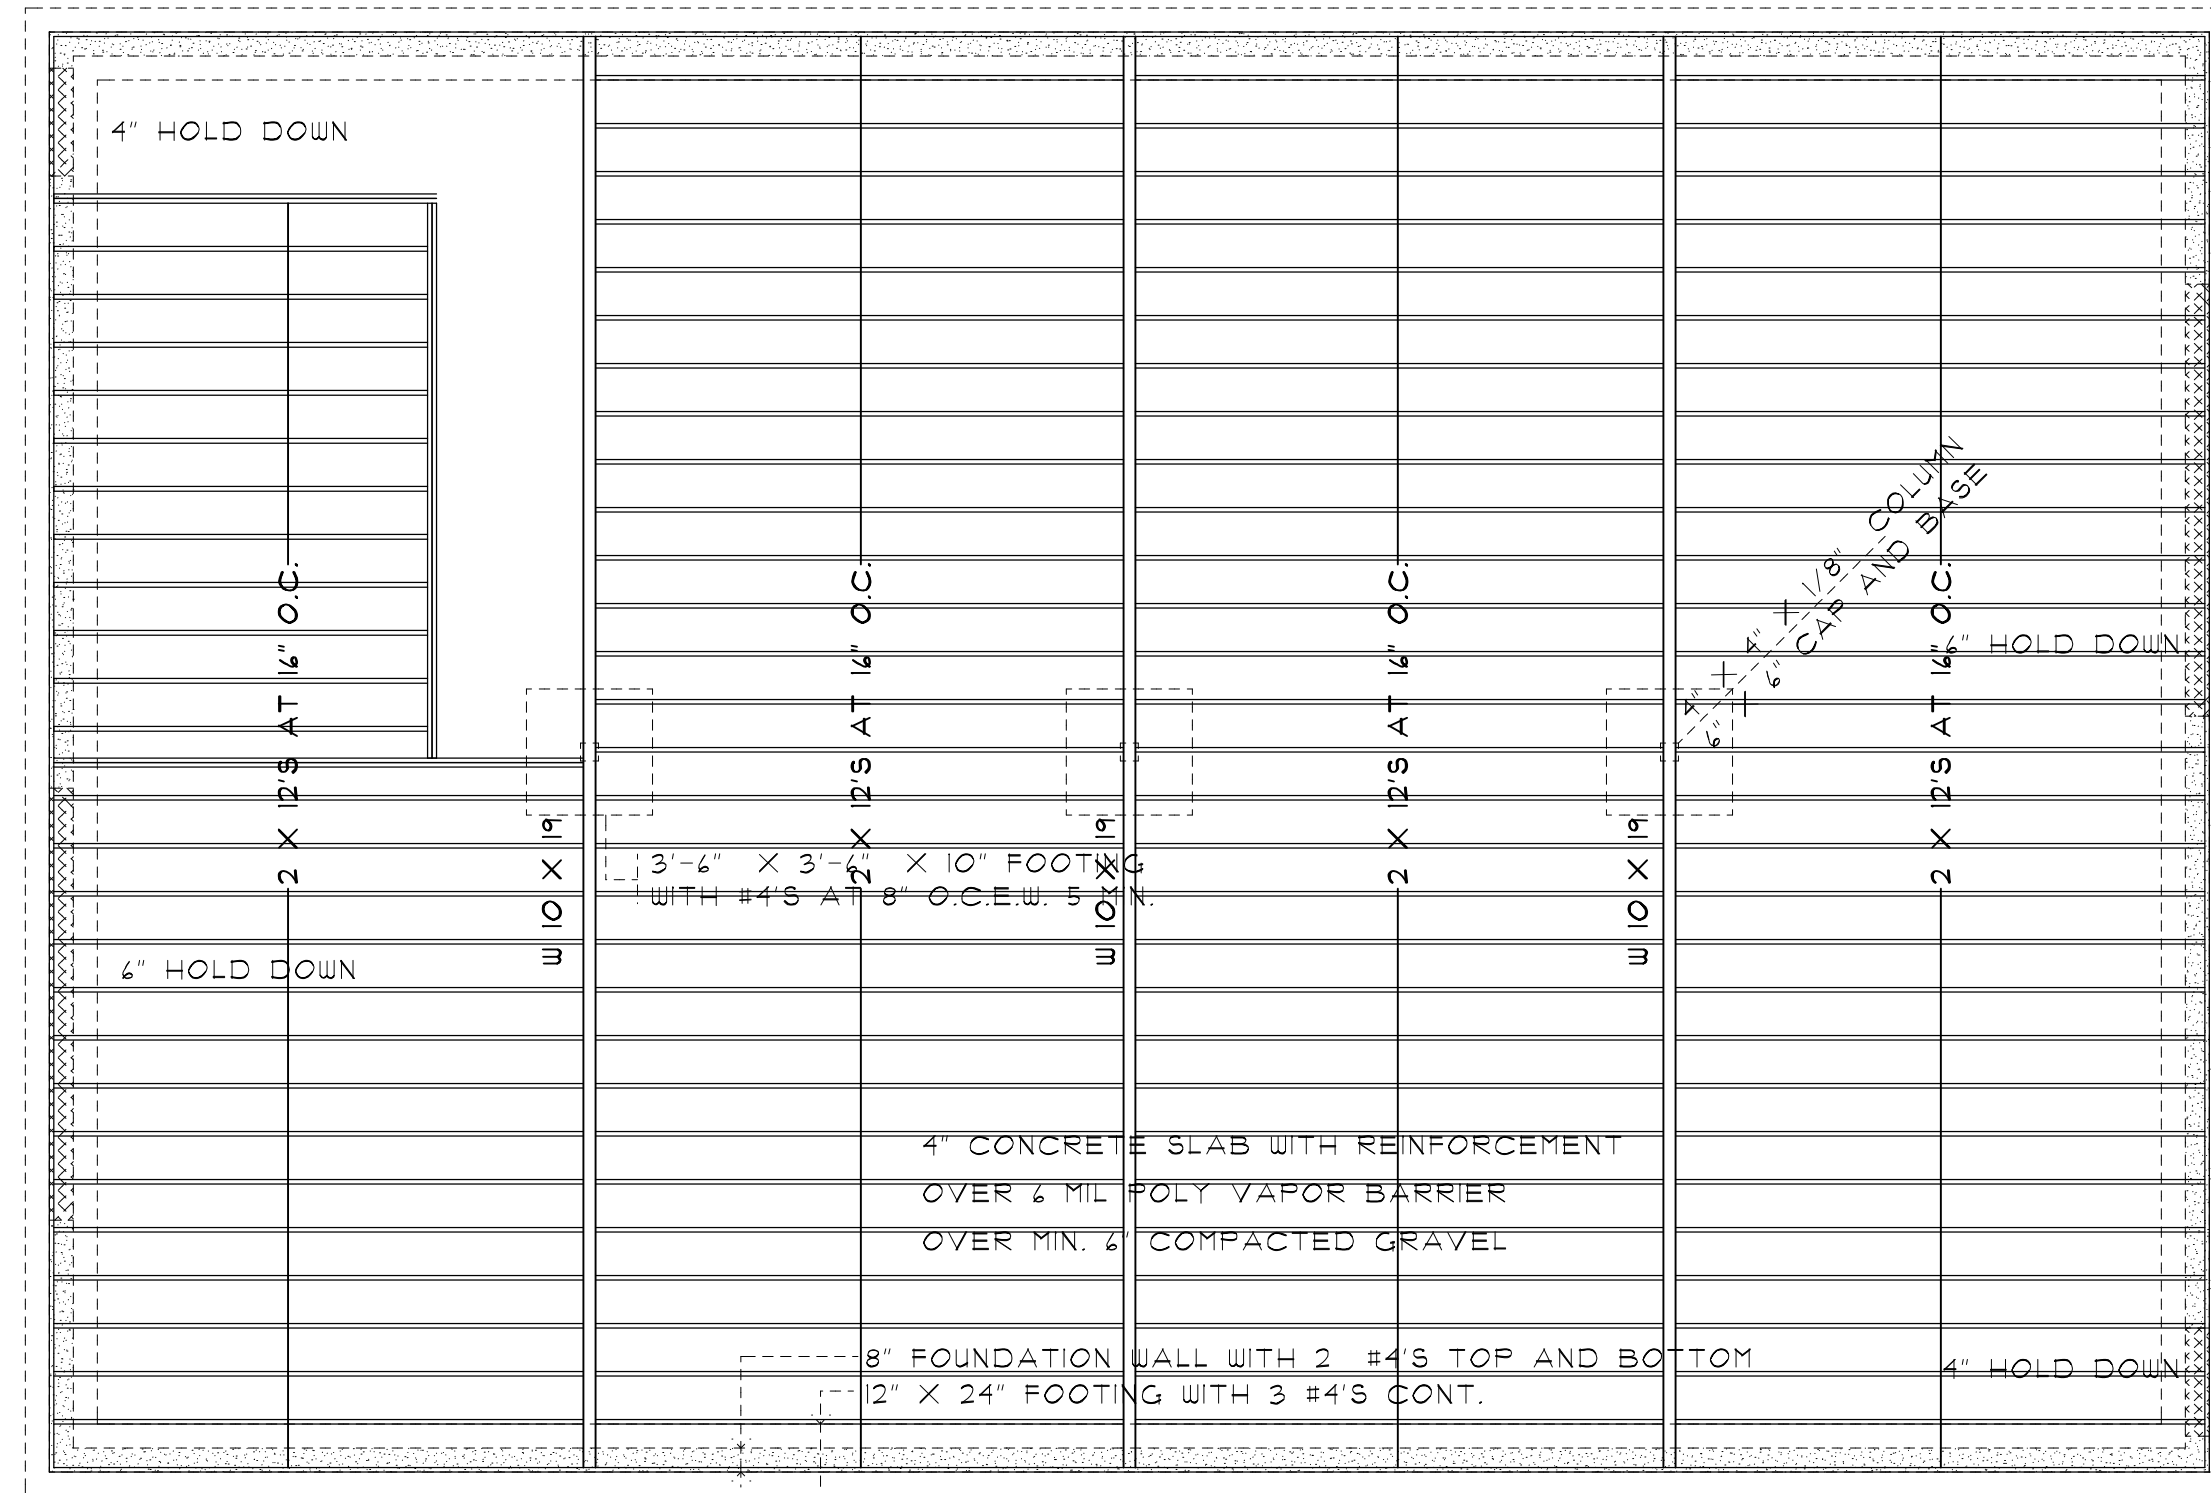 4" HOLD DOWN
4" X 4" X 1/8" COLUMN
6" X 6" CAP AND BASE
2 X 12'S AT 16" O.C.
2 X 12'S AT 16" O.C.
2 X 12'S AT 16" O.C.
2 X 12'S AT 16" O.C.
6" HOLD DOWN
W 10 X 19
W 10 X 19
W 10 X 19
3'-6" X 3'-6" X 10" FOOTING
WITH #4'S AT 8" O.C.E.W. 5 MIN.
6" HOLD DOWN
4" CONCRETE SLAB WITH REINFORCEMENT
OVER 6 MIL POLY VAPOR BARRIER
OVER MIN. 6" COMPACTED GRAVEL
8" FOUNDATION WALL WITH 2 #4'S TOP AND BOTTOM
4" HOLD DOWN
12" X 24" FOOTING WITH 3 #4'S CONT.